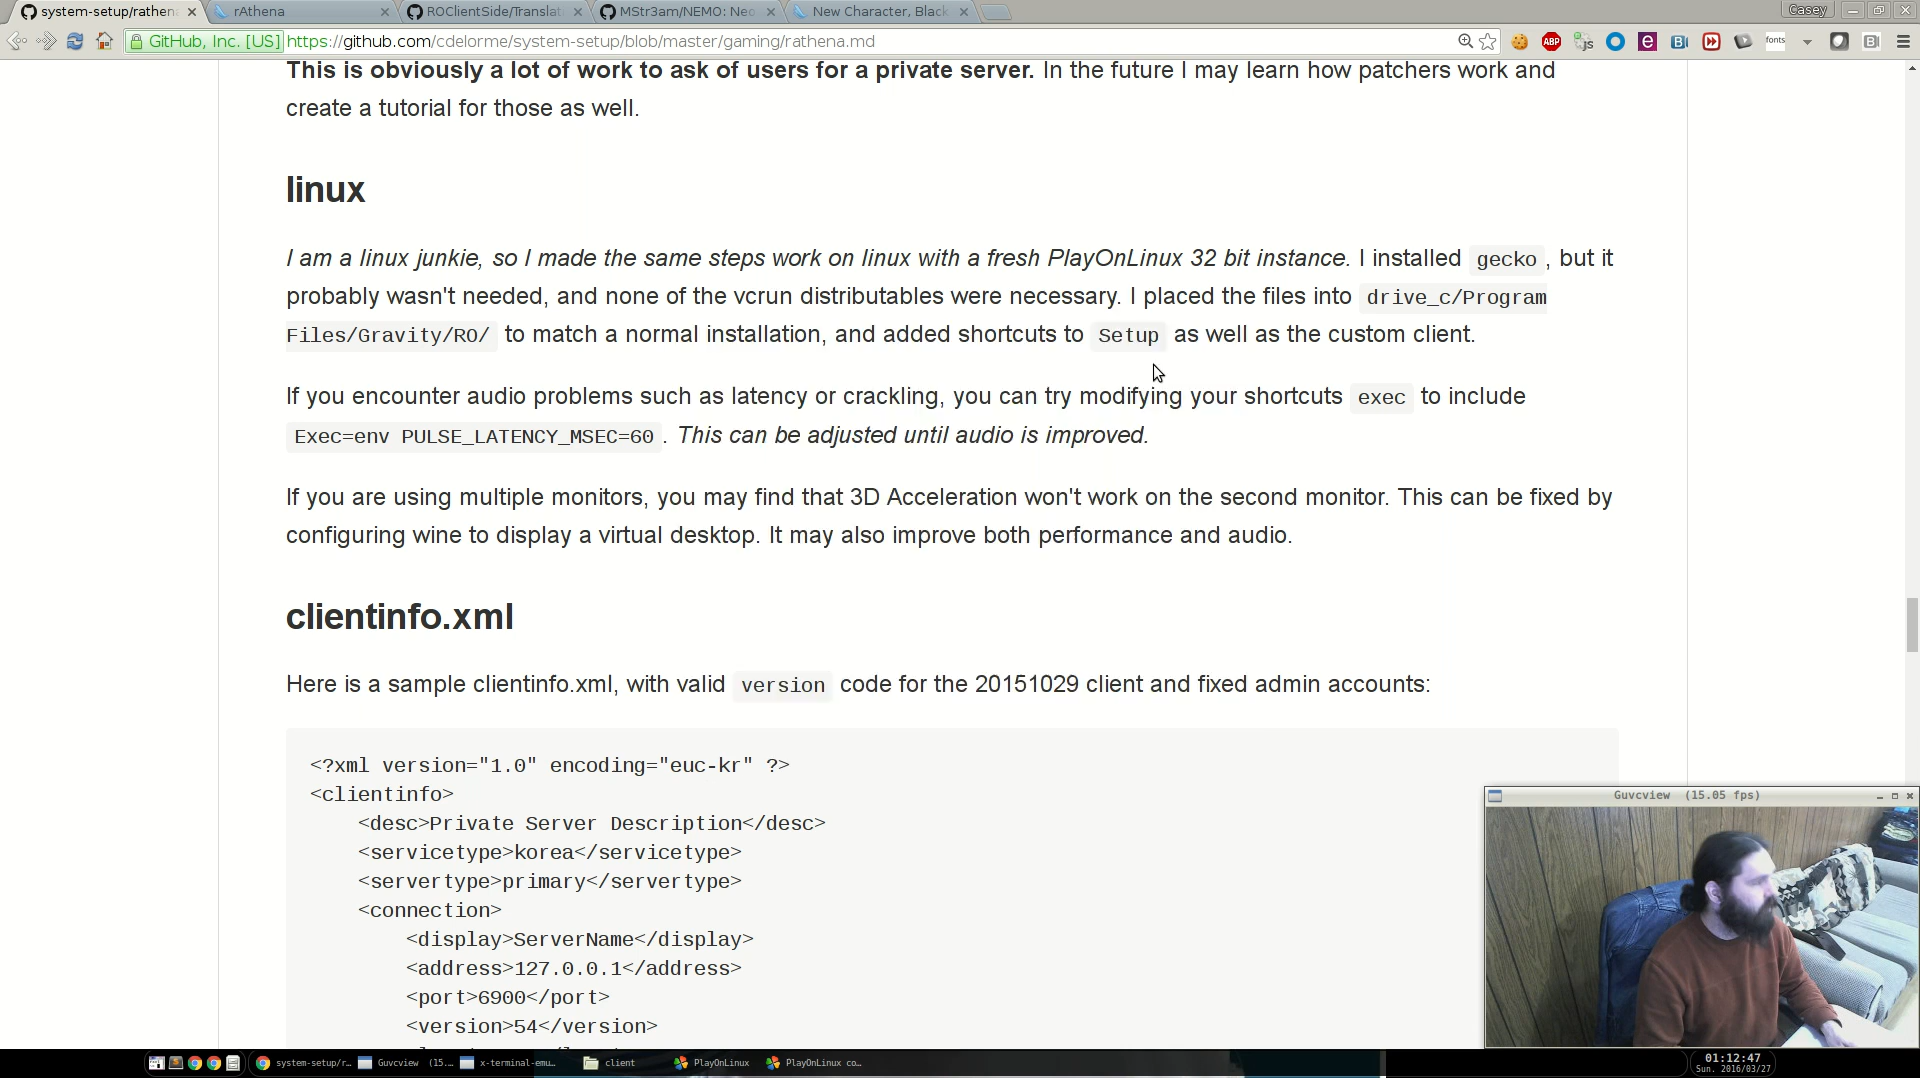 system-setup/rathen
rAthena
ROClientSide/Translat
MStr3am/NEMO: Neo
New Character, Black
Casey
GitHub, Inc. [US]
https://github.com/cdelorme/system-setup/blob/master/gaming/rathena.md
This is obviously a lot of work to ask of users for a private server. In the future I may learn how patchers work and
create a tutorial for those as well.
linux
I am a linux junkie, so I made the same steps work on linux with a fresh PlayOnLinux 32 bit instance. I installed gecko , but it
probably wasn't needed, and none of the vcrun distributables were necessary. I placed the files into drive_c/Program
Files/Gravity/RO/ to match a normal installation, and added shortcuts to Setup as well as the custom client.
If you encounter audio problems such as latency or crackling, you can try modifying your shortcuts exec to include
Exec=env PULSE_LATENCY_MSEC=60 . This can be adjusted until audio is improved.
If you are using multiple monitors, you may find that 3D Acceleration won't work on the second monitor. This can be fixed by
configuring wine to display a virtual desktop. It may also improve both performance and audio.
clientinfo.xml
Here is a sample clientinfo.xml, with valid version code for the 20151029 client and fixed admin accounts:
<?xml version="1.0" encoding="euc-kr" ?>
<clientinfo>
<desc>Private Server Description</desc>
<servicetype>korea</servicetype>
<servertype>primary</servertype>
<connection>
<display>ServerName</display>
<address>127.0.0.1</address>
<port>6900</port>
<version>54</version>
Guvcview (15.05 fps)
system-setup/r...
Guvcview (15....
x-terminal-emu...
client
PlayOnLinux
PlayOnLinux co...
01:12:47
Sun. 2016/03/27